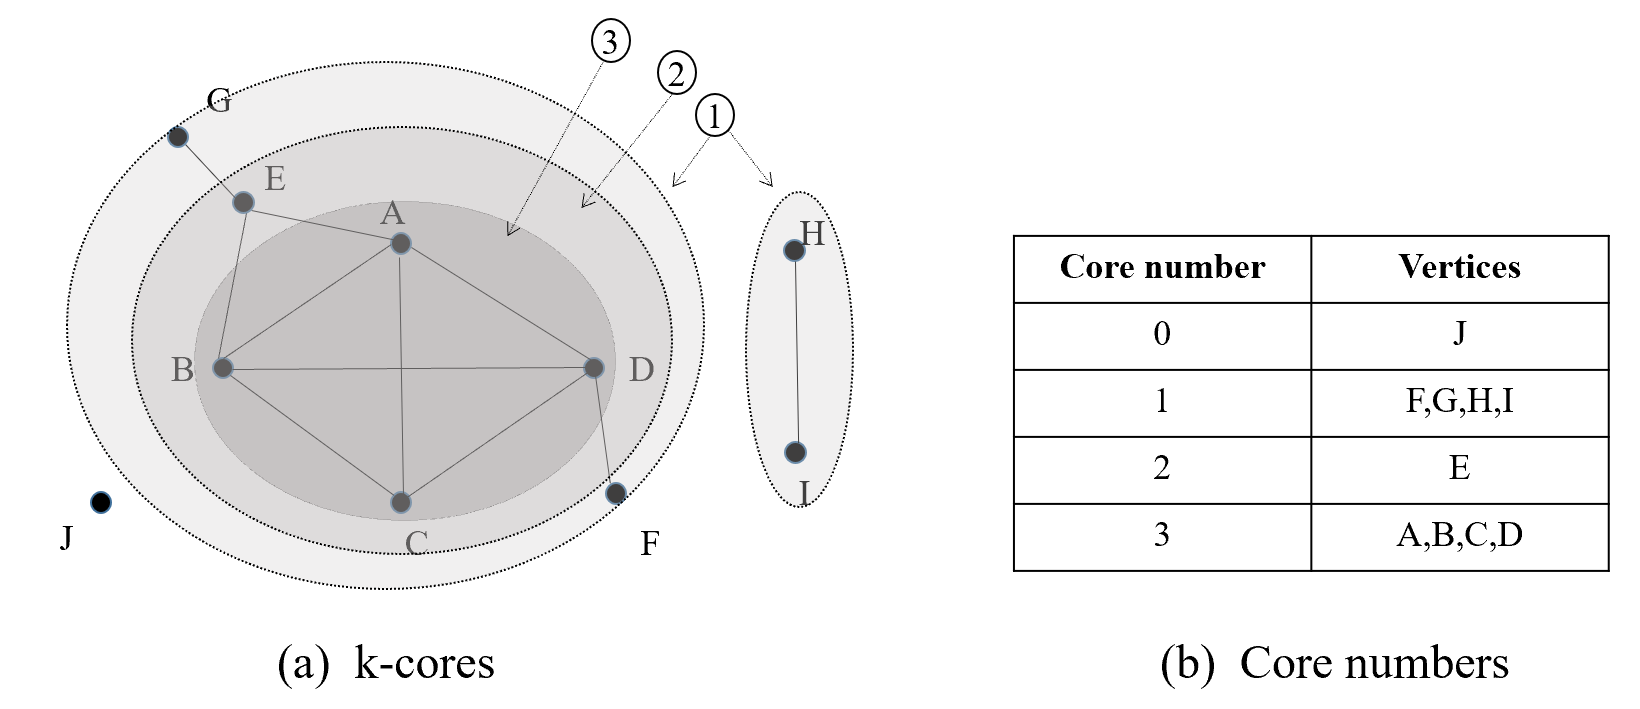 3
2
1
G
E
A
H
B
D
I
C
J
F
Core number Vertices
0 J
1 F,G,H,I
2 E
3 A,B,C,D
(a) k-cores
(b) Core numbers